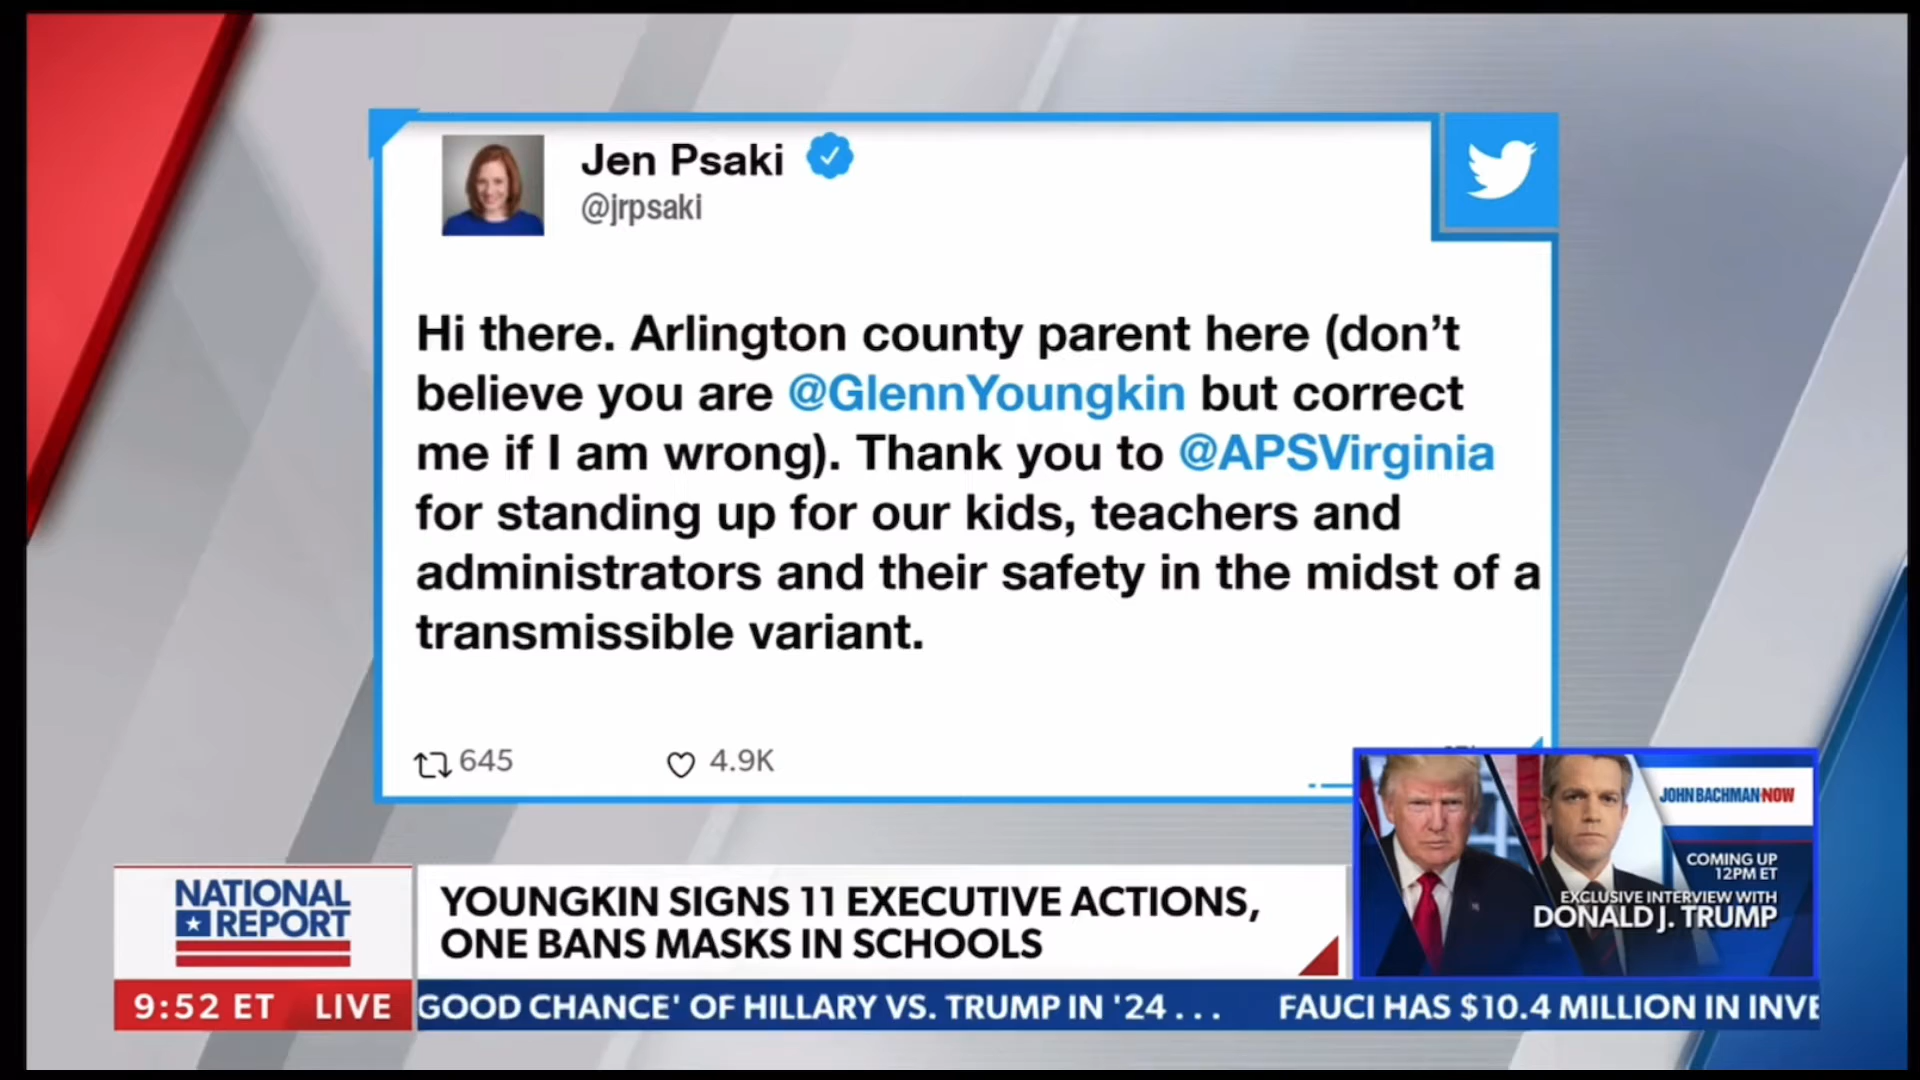 Jen Psaki
@jrpsaki
Hi there. Arlington county parent here (don't
believe you are @GlennYoungkin but correct
me if I am wrong). Thank you to @APSVirginia
for standing up for our kids, teachers and
administrators and their safety in the midst of a
transmissible variant.
645 4.9K
JOHN BACHMAN NOW
COMING UP
12PM ET
EXCLUSIVE INTERVIEW WITH
DONALD J. TRUMP
NATIONAL
REPORT
YOUNGKIN SIGNS 11 EXECUTIVE ACTIONS,
ONE BANS MASKS IN SCHOOLS
9:52 ET LIVE
GOOD CHANCE' OF HILLARY VS. TRUMP IN '24 . . . FAUCI HAS $10.4 MILLION IN INVE